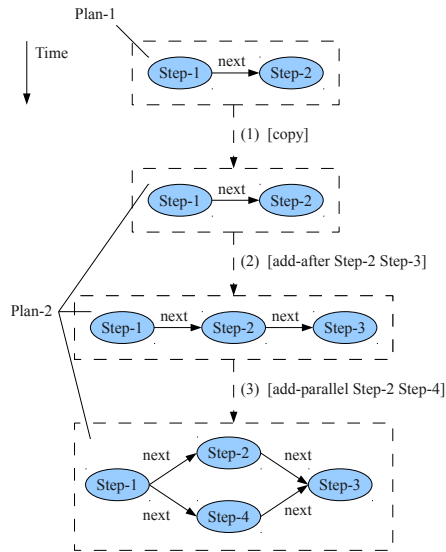 Plan-1
Time
next
Step-1 Step-2
(1) [copy]
next
Step-1 Step-2
(2) [add-after Step-2 Step-3]
Plan-2
next next
Step-1 Step-2 Step-3
(3) [add-parallel Step-2 Step-4]
Step-2
next next
Step-1 Step-3
next next
Step-4